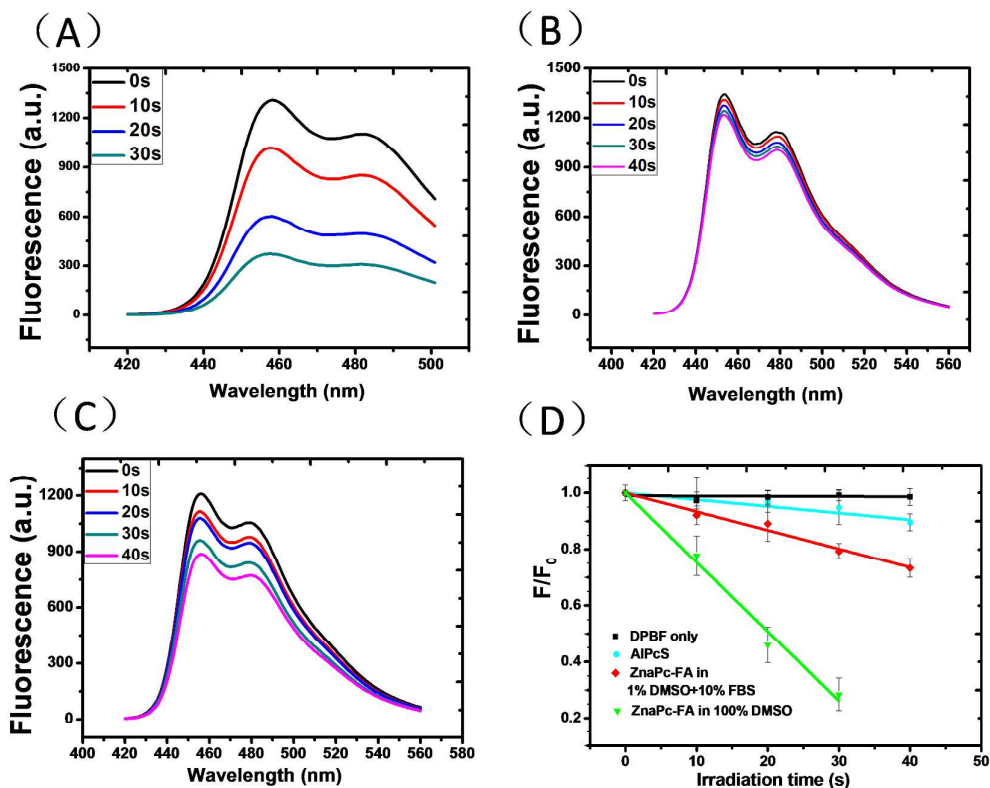 （A）
1500
1200
900
600
300
0
Fluorescence (a.u.)
0s
10s
20s
30s
420 440 460 480 500
Wavelength (nm)
（B）
1500
1200
900
600
300
0
Fluorescence (a.u.)
0s
10s
20s
30s
40s
400 420 440 460 480 500 520 540 560
Wavelength (nm)
（C）
1200
900
600
300
0
Fluorescence (a.u.)
0s
10s
20s
30s
40s
400 420 440 460 480 500 520 540 560 580
Wavelength (nm)
（D）
1.0
0.8
0.6
0.4
0.2
F/F0
DPBF only
AlPcS
ZnaPc-FA in
1% DMSO+10% FBS
ZnaPc-FA in 100% DMSO
0 10 20 30 40 50
Irradiation time (s)